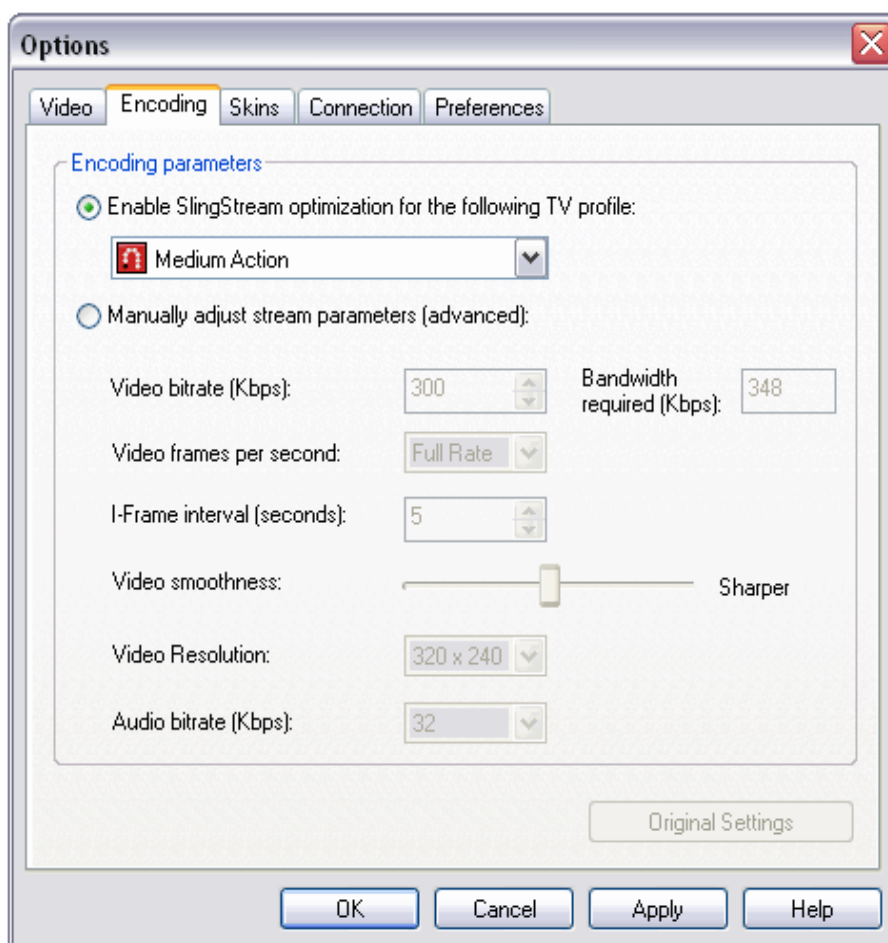 Options
Video Encoding Skins Connection Preferences
Encoding parameters
Enable SlingStream optimization for the following TV profile:
Medium Action
Manually adjust stream parameters (advanced):
Video bitrate (Kbps): 300 Bandwidth required (Kbps): 348
Video frames per second: Full Rate
I-Frame interval (seconds): 5
Video smoothness: Sharper
Video Resolution: 320 x 240
Audio bitrate (Kbps): 32
Original Settings
OK Cancel Apply Help